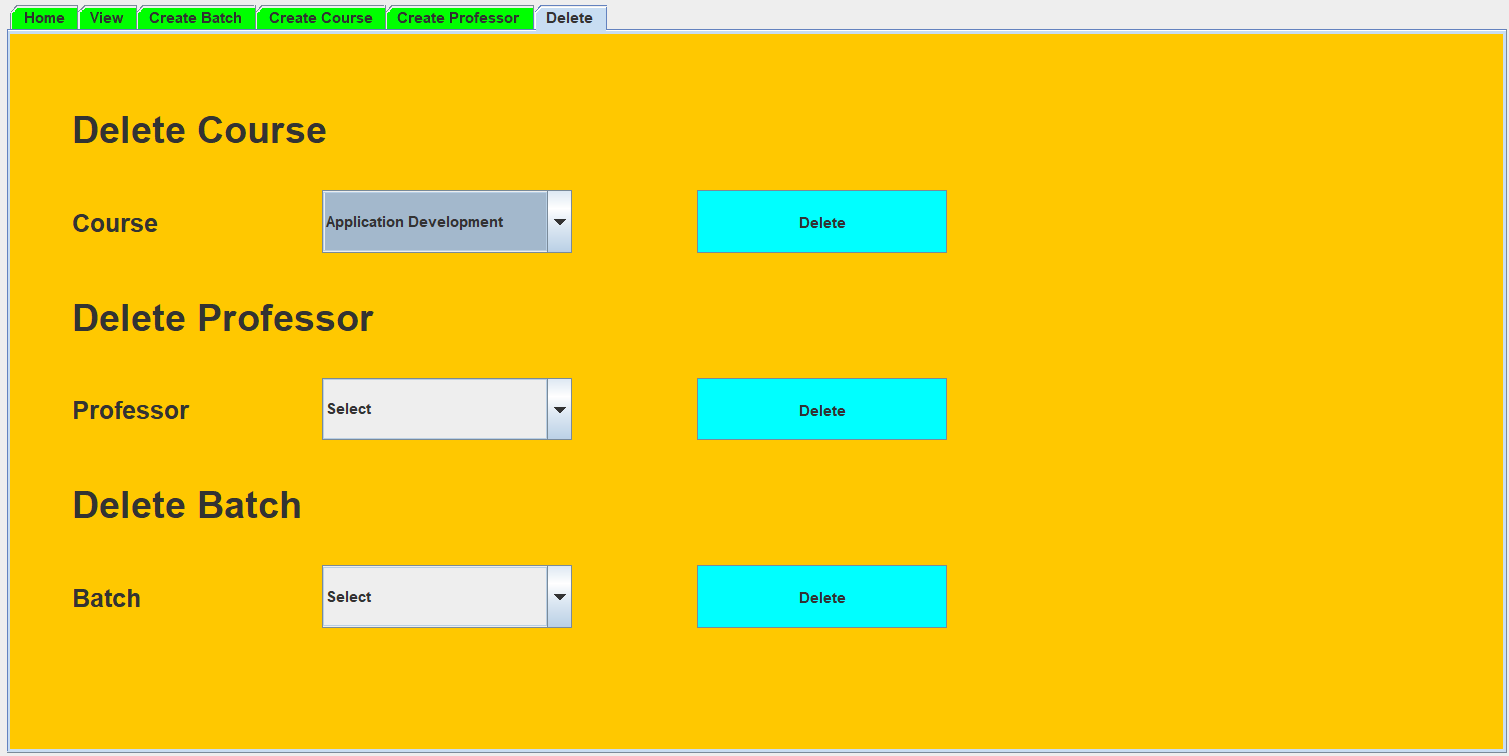 Home View Create Batch Create Course Create Professor Delete
Delete Course
Course Application Development Delete
Delete Professor
Professor Select Delete
Delete Batch
Batch Select Delete